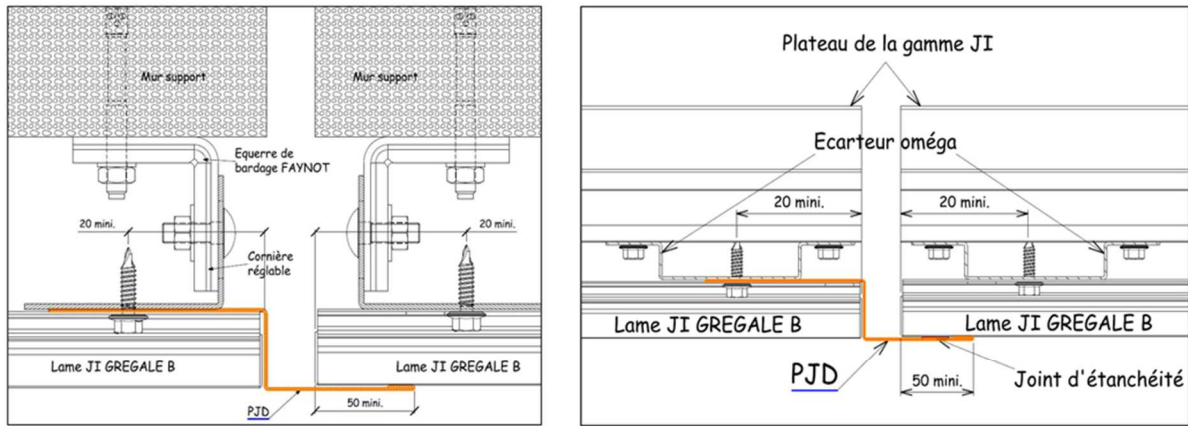 Mur support
Mur support
Equerre de
bardage FAYNOT
20 mini.
20 mini.
Cornière
réglable
Lame JI GREGALE B
Lame JI GREGALE B
PJD
50 mini.
Plateau de la gamme JI
Ecarteur oméga
20 mini.
20 mini.
Lame JI GREGALE B
Lame JI GREGALE B
PJD
50 mini.
Joint d'étanchéité